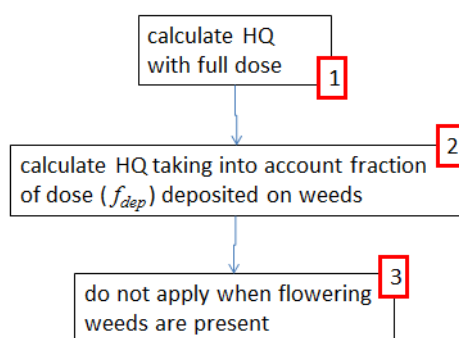 calculate HQ
with full dose
1
2
calculate HQ taking into account fraction
of dose (f_dep) deposited on weeds
3
do not apply when flowering
weeds are present